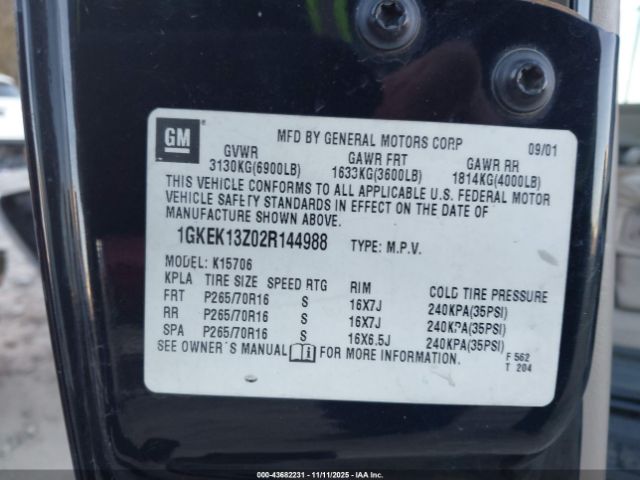 GM
MFD BY GENERAL MOTORS CORP 09/01
GVWR GAWR FRT GAWR RR
3130KG(6900LB) 1633KG(3600LB) 1814KG(4000LB)
THIS VEHICLE CONFORMS TO ALL APPLICABLE U.S. FEDERAL MOTOR
VEHICLE SAFETY STANDARDS IN EFFECT ON THE DATE OF
MANUFACTURE SHOWN ABOVE.
1GKEK13Z02R144988 TYPE: M.P.V.
MODEL: K15706
KPLA TIRE SIZE SPEED RTG RIM COLD TIRE PRESSURE
FRT P265/70R16 S 16X7J 240KPA(35PSI)
RR P265/70R16 S 16X7J 240KPA(35PSI)
SPA P265/70R16 S 16X6.5J 240KPA(35PSI)
SEE OWNER'S MANUAL FOR MORE INFORMATION.
F 562
T 204
000-43682231 - 11/11/2025 - IAAI.com